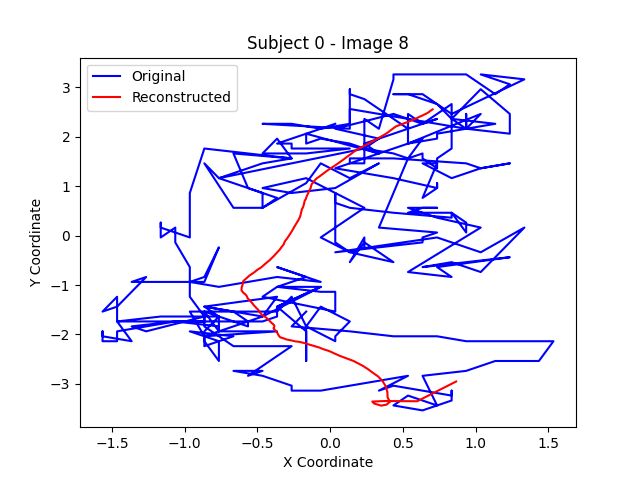 Subject 0 - Image 8
Original
Reconstructed
Y Coordinate
3
2
1
0
−1
−2
−3
−1.5
−1.0
−0.5
0.0
0.5
1.0
1.5
X Coordinate